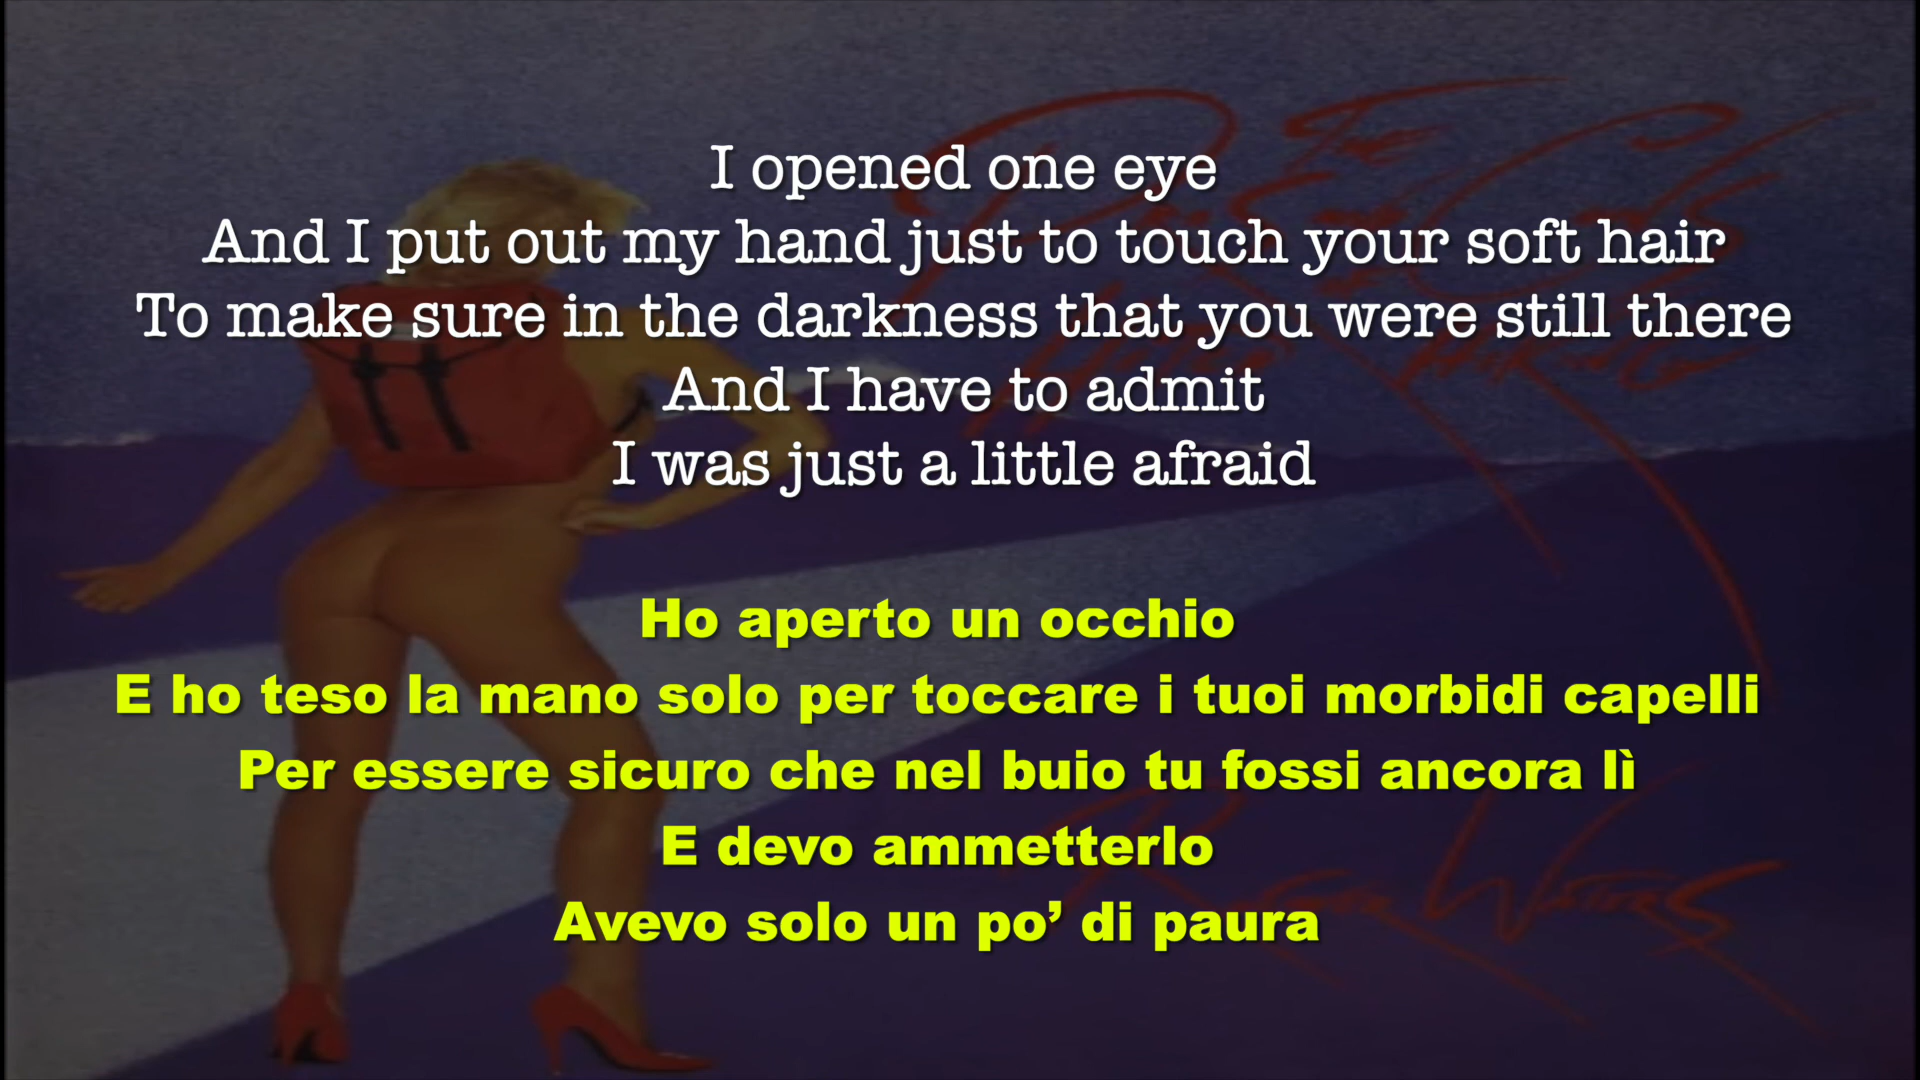 I opened one eye
And I put out my hand just to touch your soft hair
To make sure in the darkness that you were still there
And I have to admit
I was just a little afraid
Ho aperto un occhio
E ho teso la mano solo per toccare i tuoi morbidi capelli
Per essere sicuro che nel buio tu fossi ancora lì
E devo ammetterlo
Avevo solo un po’ di paura
The
Roger Waters